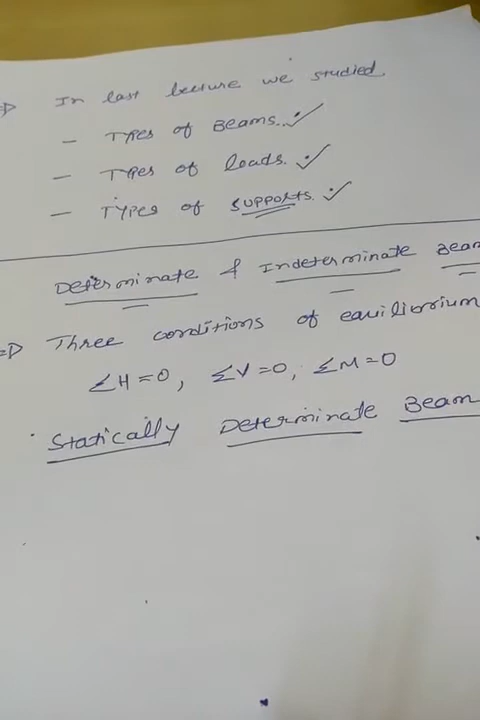 ⇒ In last lecture we studied
- Types of Beams. ✓
- Types of loads. ✓
- Types of supports. ✓
Determinate & Indeterminate Beam
⇒ Three conditions of equilibrium
ΣH=0, ΣV=0, ΣM=0
Statically Determinate Beam